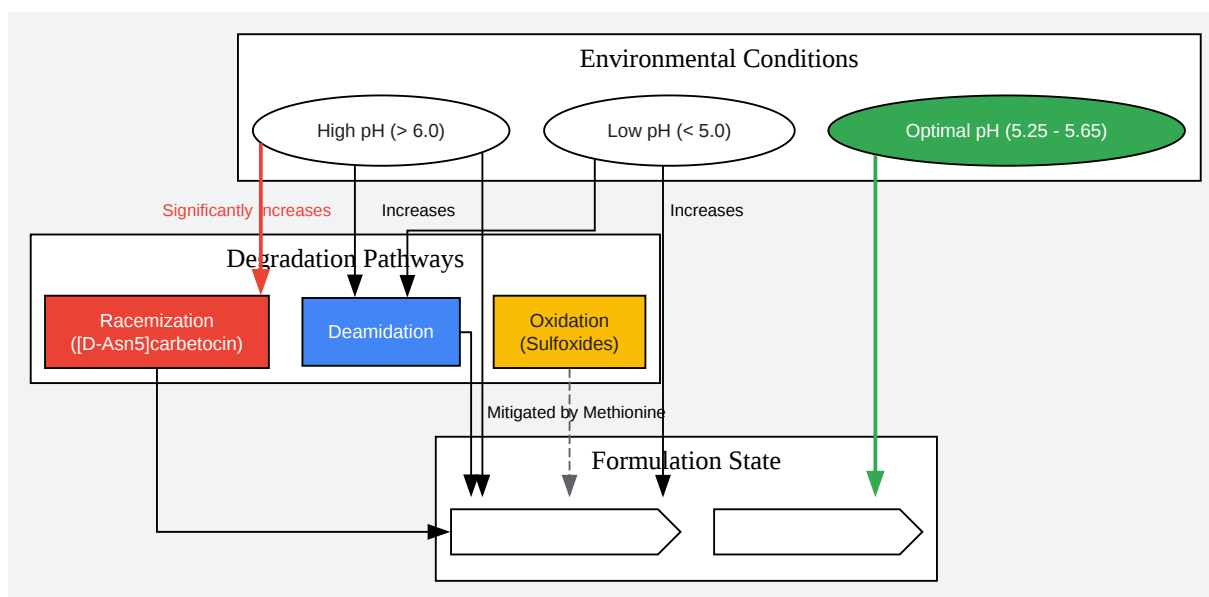 Environmental Conditions
High pH (> 6.0)
Low pH (< 5.0)
Optimal pH (5.25 - 5.65)
Significantly increases
Increases
Increases
Degradation Pathways
Racemization
([D-Asn5]carbetocin)
Deamidation
Oxidation
(Sulfoxides)
Mitigated by Methionine
Formulation State